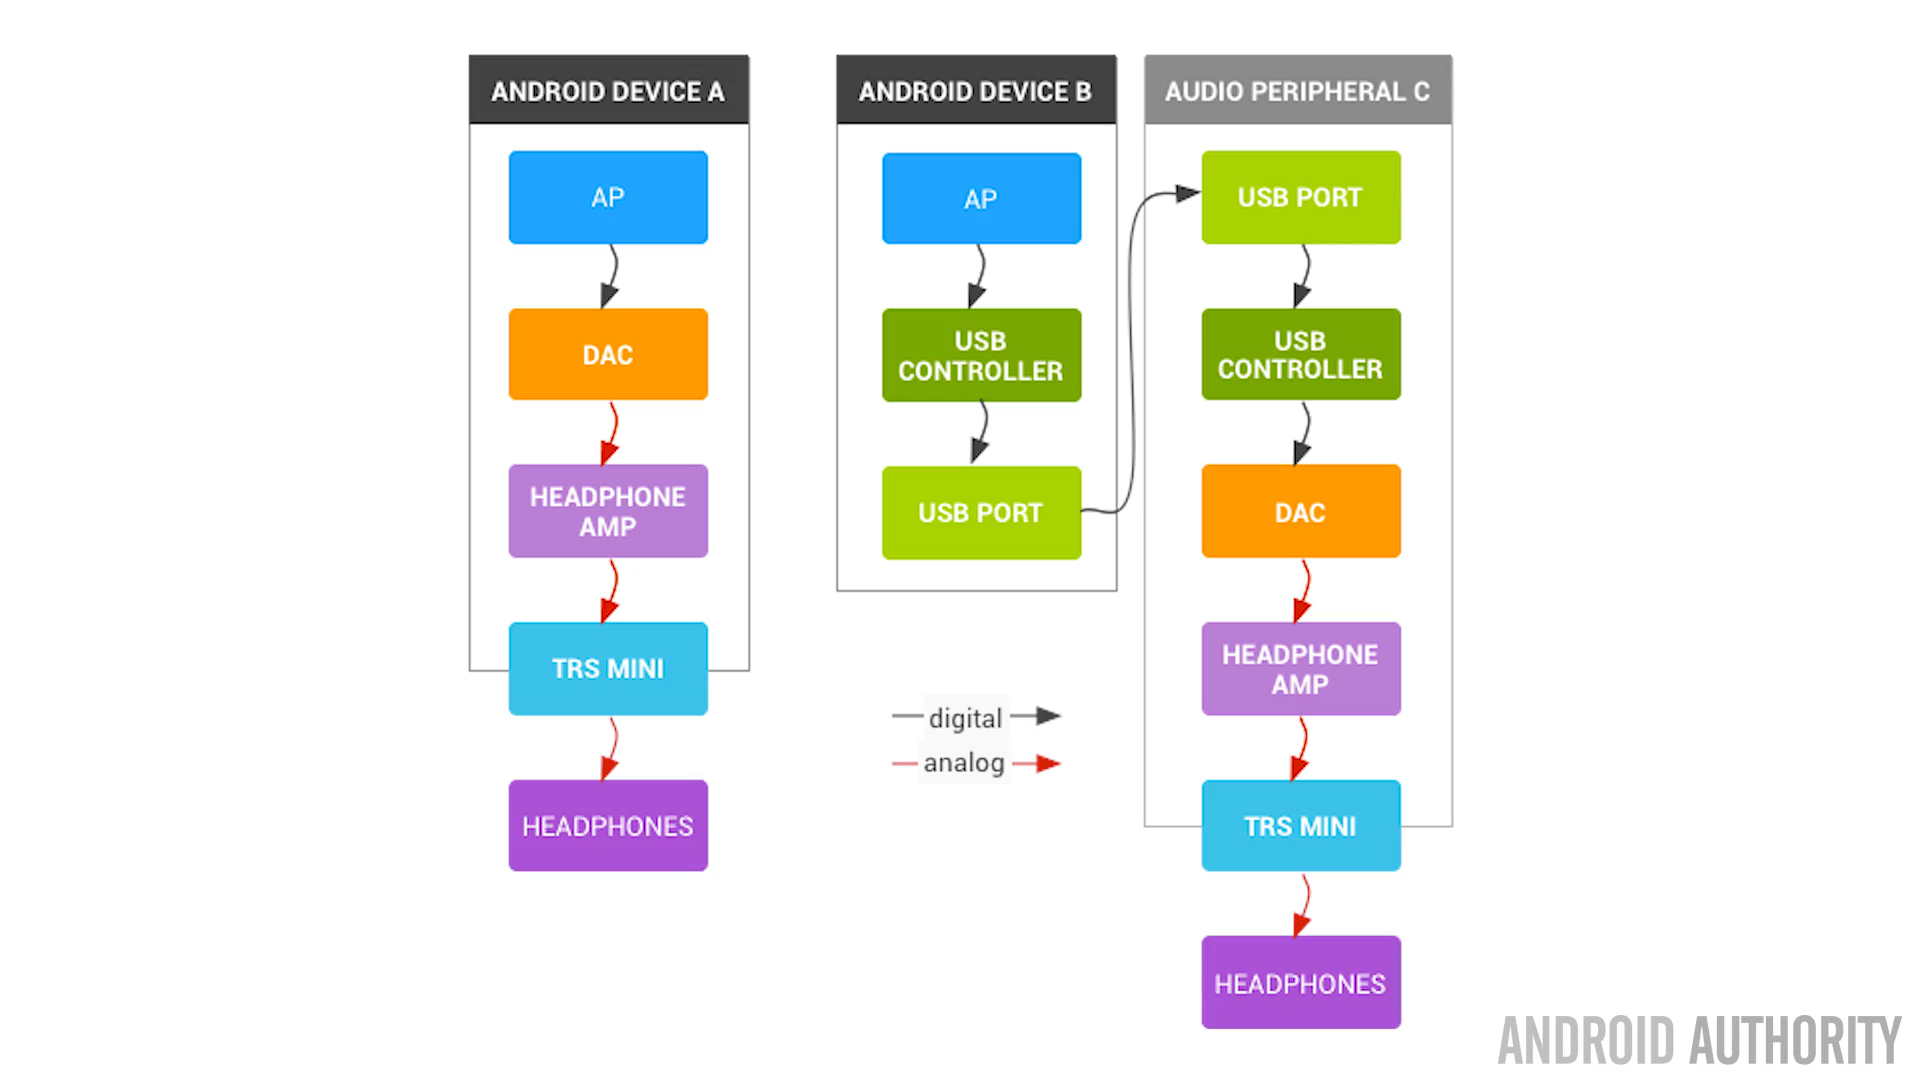 ANDROID DEVICE A
AP
DAC
HEADPHONE
AMP
TRS MINI
HEADPHONES
ANDROID DEVICE B
AP
USB
CONTROLLER
USB PORT
digital
analog
AUDIO PERIPHERAL C
USB PORT
USB
CONTROLLER
DAC
HEADPHONE
AMP
TRS MINI
HEADPHONES
ANDROID AUTHORITY